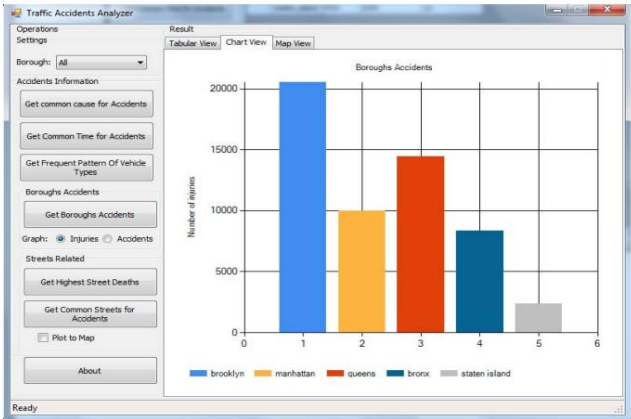 Traffic Accidents Analyzer
Operations
Settings
Borough: All
Accidents Information
Get common cause for Accidents
Get Common Time for Accidents
Get Frequent Pattern Of Vehicle
Types
Boroughs Accidents
Get Boroughs Accidents
Graph: Injuries Accidents
Streets Related
Get Highest Street Deaths
Get Common Streets for
Accidents
Plot to Map
About
Ready
Result
Tabular View Chart View Map View
Boroughs Accidents
Number of injuries
20000
15000
10000
5000
0
0 1 2 3 4 5 6
brooklyn manhattan queens bronx staten island